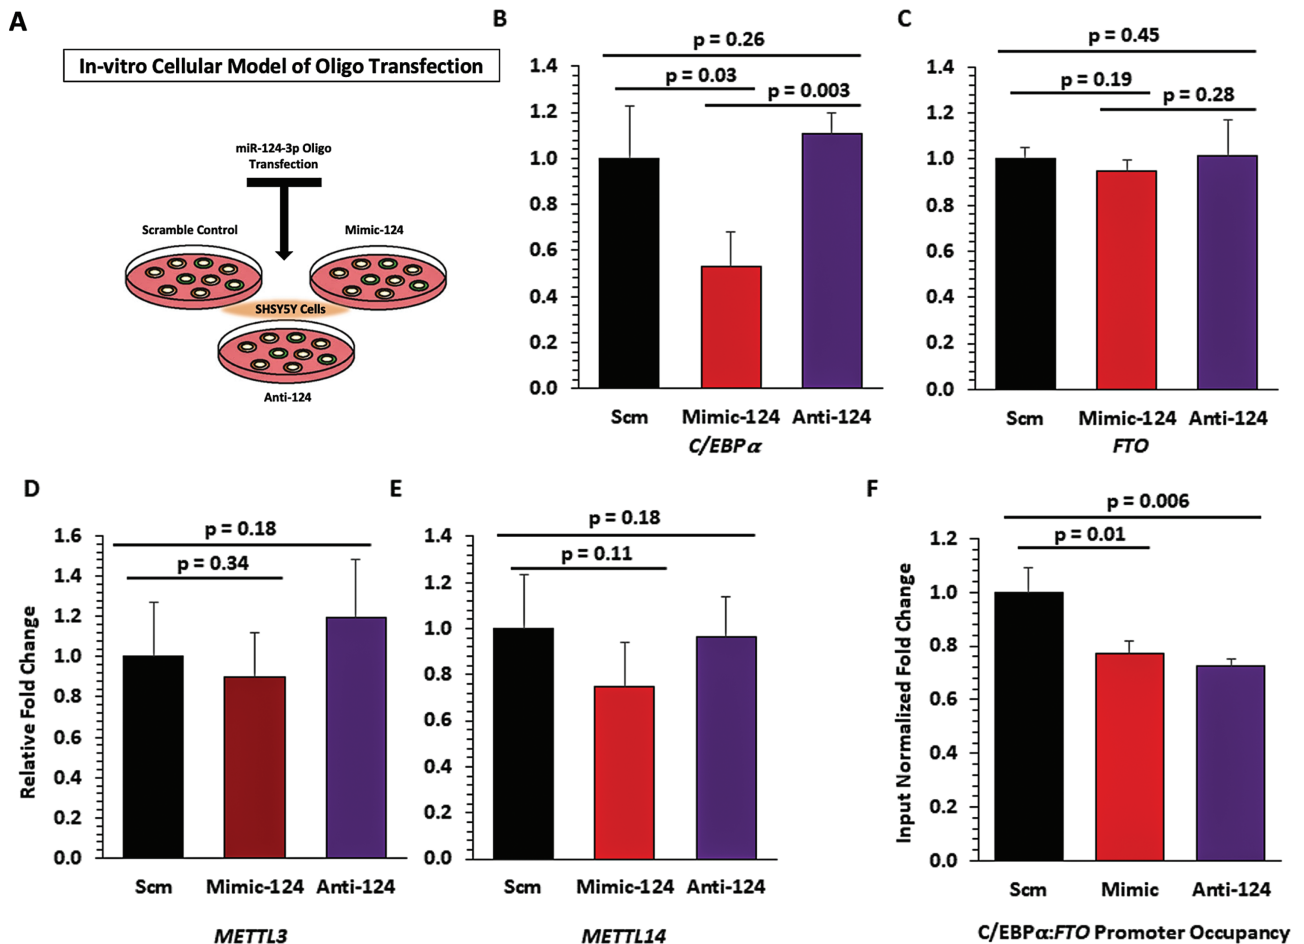 A
In-vitro Cellular Model of Oligo Transfection
miR-124-3p Oligo
Transfection
Scramble Control
Mimic-124
SHSY5Y Cells
Anti-124
B
p = 0.26
p = 0.03
p = 0.003
1.4
1.2
1.0
0.8
0.6
0.4
0.2
0.0
Scm Mimic-124 Anti-124
C/EBPα
C
p = 0.45
p = 0.19
p = 0.28
1.4
1.2
1.0
0.8
0.6
0.4
0.2
0.0
Scm Mimic-124 Anti-124
FTO
D
p = 0.18
p = 0.34
Relative Fold Change
1.6
1.4
1.2
1.0
0.8
0.6
0.4
0.2
0.0
Scm Mimic-124 Anti-124
METTL3
E
p = 0.18
p = 0.11
1.4
1.2
1.0
0.8
0.6
0.4
0.2
0.0
Scm Mimic-124 Anti-124
METTL14
F
p = 0.006
p = 0.01
Input Normalized Fold Change
1.2
1.0
0.8
0.6
0.4
0.2
0.0
Scm Mimic Anti-124
C/EBPα:FTO Promoter Occupancy